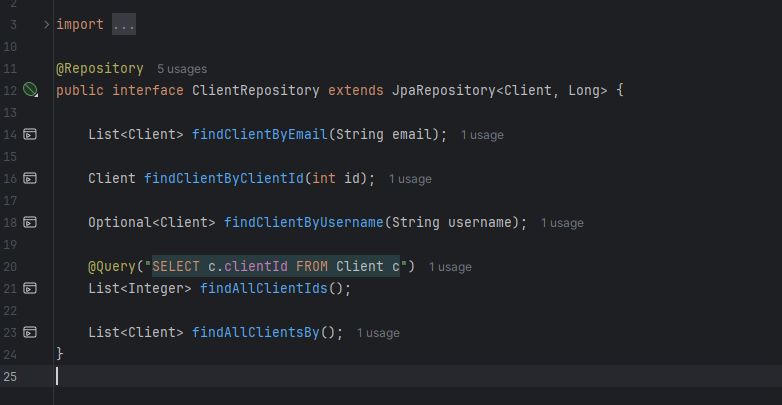 2
3 import ...
10
11 @Repository 5 usages
12 public interface ClientRepository extends JpaRepository<Client, Long> {
13
14 List<Client> findClientByEmail(String email); 1 usage
15
16 Client findClientByClientId(int id); 1 usage
17
18 Optional<Client> findClientByUsername(String username); 1 usage
19
20 @Query("SELECT c.clientId FROM Client c") 1 usage
21 List<Integer> findAllClientIds();
22
23 List<Client> findAllClientsBy(); 1 usage
24 }
25